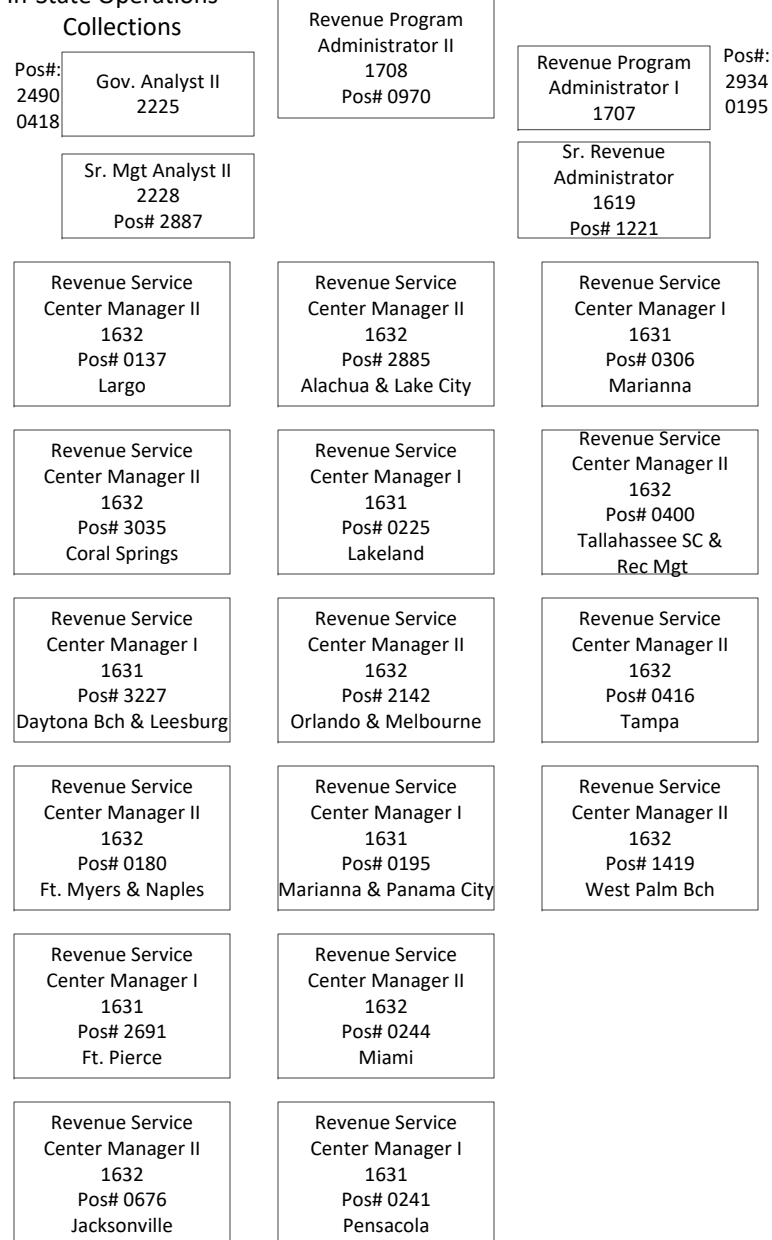 In-State Operations
Collections
Pos#:
2490
0418
Gov. Analyst II
2225
Revenue Program
Administrator II
1708
Pos# 0970
Revenue Program
Administrator I
1707
Pos#:
2934
0195
Sr. Mgt Analyst II
2228
Pos# 2887
Sr. Revenue
Administrator
1619
Pos# 1221
Revenue Service
Center Manager II
1632
Pos# 0137
Largo
Revenue Service
Center Manager II
1632
Pos# 2885
Alachua & Lake City
Revenue Service
Center Manager I
1631
Pos# 0306
Marianna
Revenue Service
Center Manager II
1632
Pos# 3035
Coral Springs
Revenue Service
Center Manager I
1631
Pos# 0225
Lakeland
Revenue Service
Center Manager II
1632
Pos# 0400
Tallahassee SC &
Rec Mgt
Revenue Service
Center Manager I
1631
Pos# 3227
Daytona Bch & Leesburg
Revenue Service
Center Manager II
1632
Pos# 2142
Orlando & Melbourne
Revenue Service
Center Manager II
1632
Pos# 0416
Tampa
Revenue Service
Center Manager II
1632
Pos# 0180
Ft. Myers & Naples
Revenue Service
Center Manager I
1631
Pos# 0195
Marianna & Panama City
Revenue Service
Center Manager II
1632
Pos# 1419
West Palm Bch
Revenue Service
Center Manager I
1631
Pos# 2691
Ft. Pierce
Revenue Service
Center Manager II
1632
Pos# 0244
Miami
Revenue Service
Center Manager II
1632
Pos# 0676
Jacksonville
Revenue Service
Center Manager I
1631
Pos# 0241
Pensacola